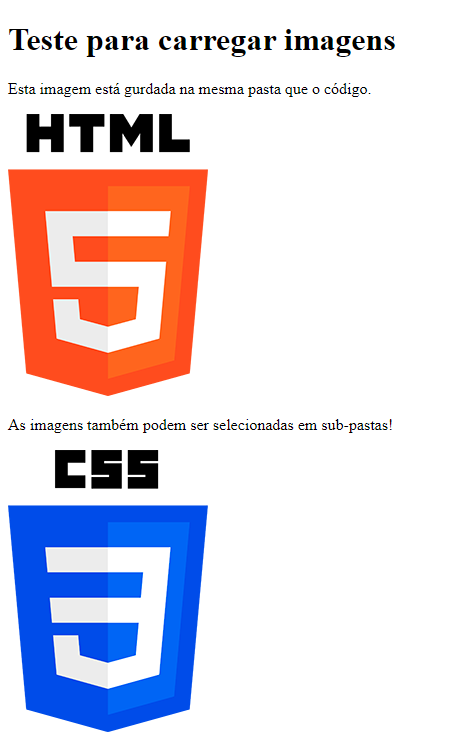 Teste para carregar imagens
Esta imagem está gurdada na mesma pasta que o código.
HTML
5
As imagens também podem ser selecionadas em sub-pastas!
CSS
3